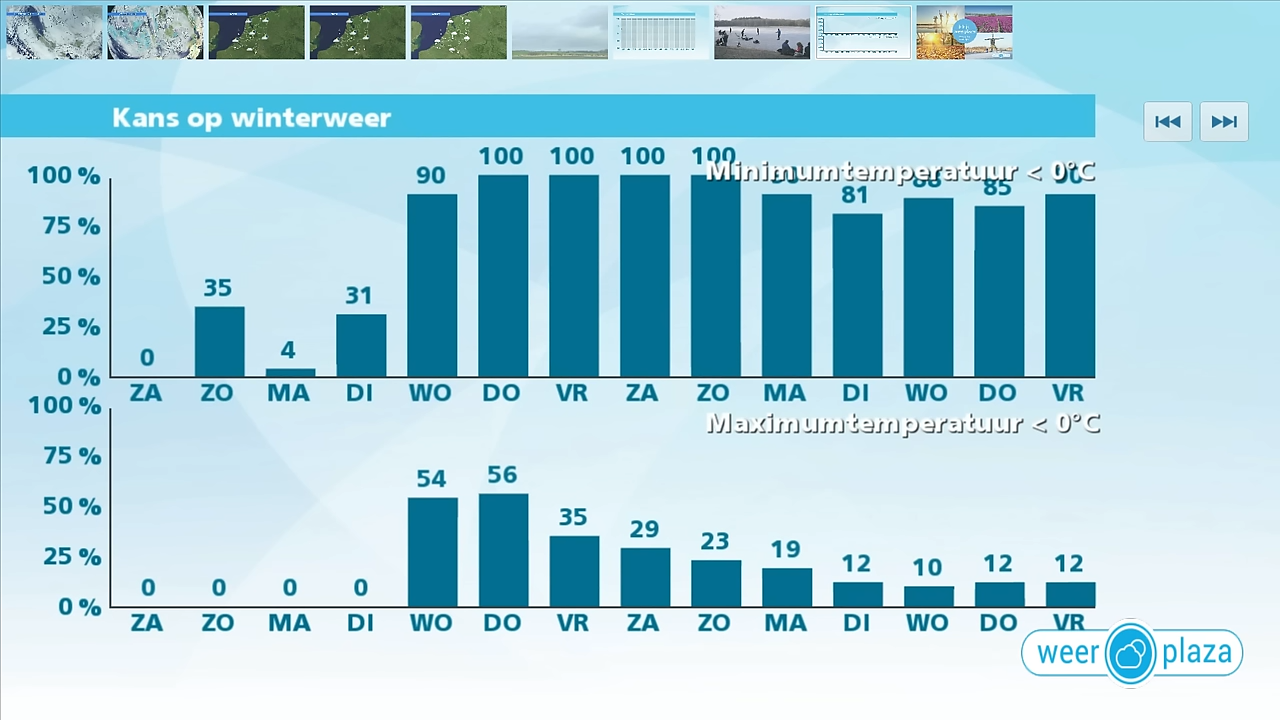 Kans op winterweer
Minimumtemperatuur < 0°C
100 %
75 %
50 %
25 %
0 %
0 35 4 31 90 100 100 100 100 81 88 85 90
ZA ZO MA DI WO DO VR ZA ZO MA DI WO DO VR
Maximumtemperatuur < 0°C
100 %
75 %
50 %
25 %
0 %
0 0 0 0 54 56 35 29 23 19 12 10 12 12
ZA ZO MA DI WO DO VR ZA ZO MA DI WO DO VR
weer plaza